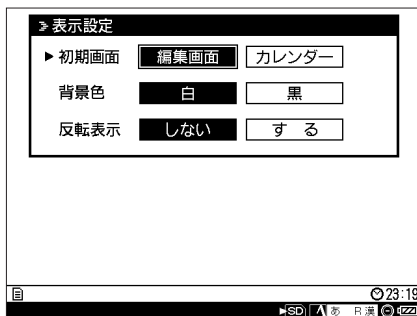 表示設定
初期画面 編集画面 カレンダー
背景色 白 黒
反転表示 しない する
23:19
SD あ R漢